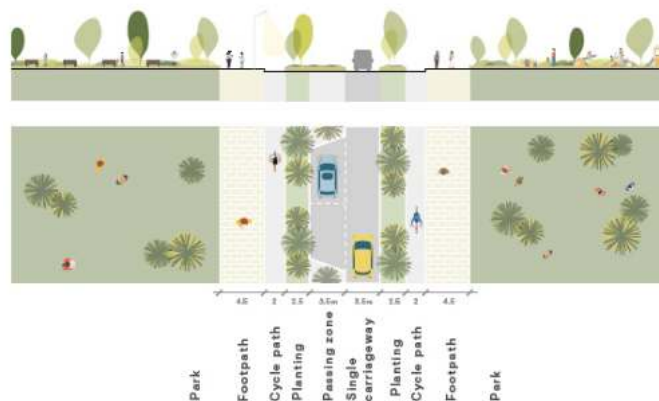 4.5 2 2.5 3.5m 3.5m 2.5 2 4.5
Park
Footpath
Cycle path
Planting
Passing zone
Single
carriageway
Planting
Cycle path
Footpath
Park